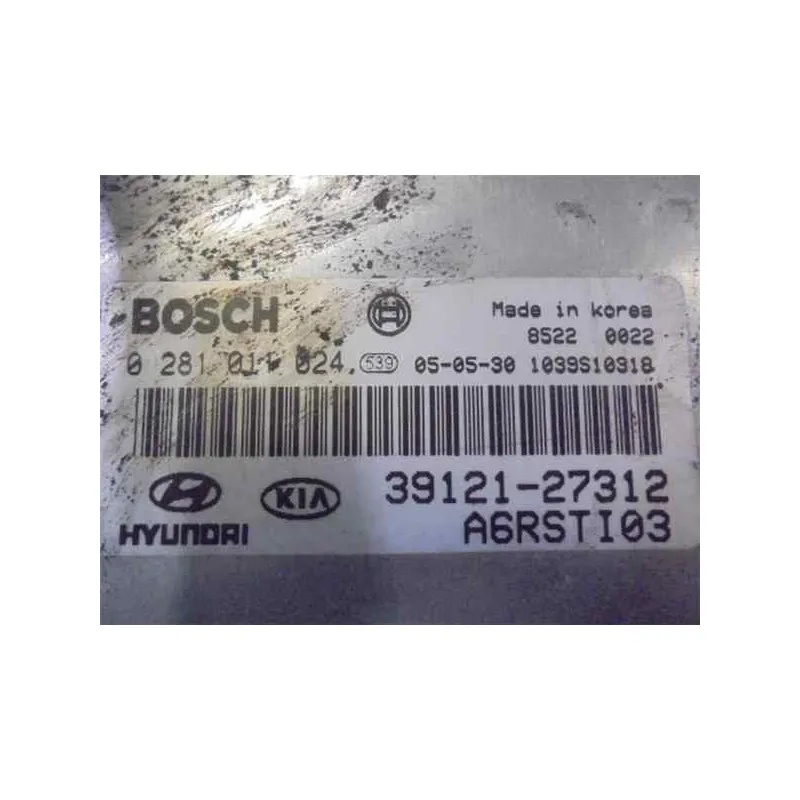 BOSCH
Made in Korea
8522 0022
0 281 011 024 539 05-05-30 1039S10318
HYUNDAI
KIA
39121-27312
A6RSTI03